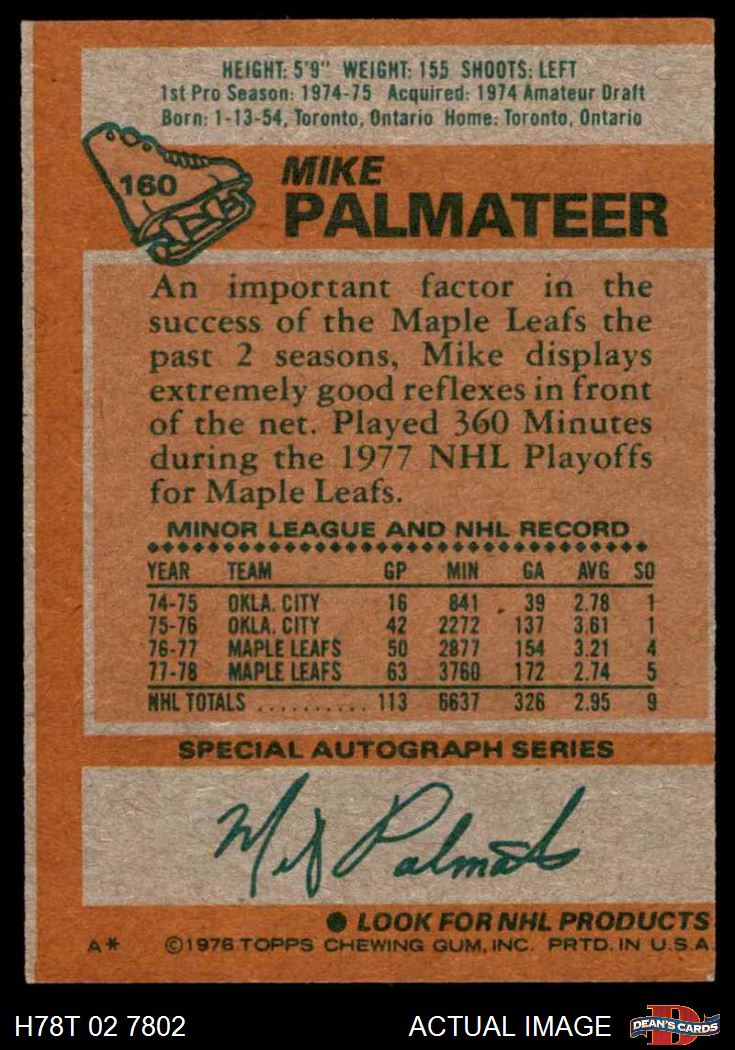 HEIGHT: 5'9" WEIGHT: 155 SHOOTS: LEFT
1st Pro Season: 1974-75 Acquired: 1974 Amateur Draft
Born: 1-13-54, Toronto, Ontario Home: Toronto, Ontario
160
MIKE
PALMATEER
An important factor in the
success of the Maple Leafs the
past 2 seasons, Mike displays
extremely good reflexes in front
of the net. Played 360 Minutes
during the 1977 NHL Playoffs
for Maple Leafs.
MINOR LEAGUE AND NHL RECORD
YEAR TEAM GP MIN GA AVG SO
74-75 OKLA. CITY 16 841 39 2.78 1
75-76 OKLA. CITY 42 2272 137 3.61 1
76-77 MAPLE LEAFS 50 2877 154 3.21 4
77-78 MAPLE LEAFS 63 3760 172 2.74 5
NHL TOTALS .......... 113 6637 326 2.95 9
SPECIAL AUTOGRAPH SERIES
Mike Palmateer
● LOOK FOR NHL PRODUCTS
A* ©1978 TOPPS CHEWING GUM, INC. PRTD. IN U.S.A.
H78T 02 7802 ACTUAL IMAGE
D
DEAN'S CARDS